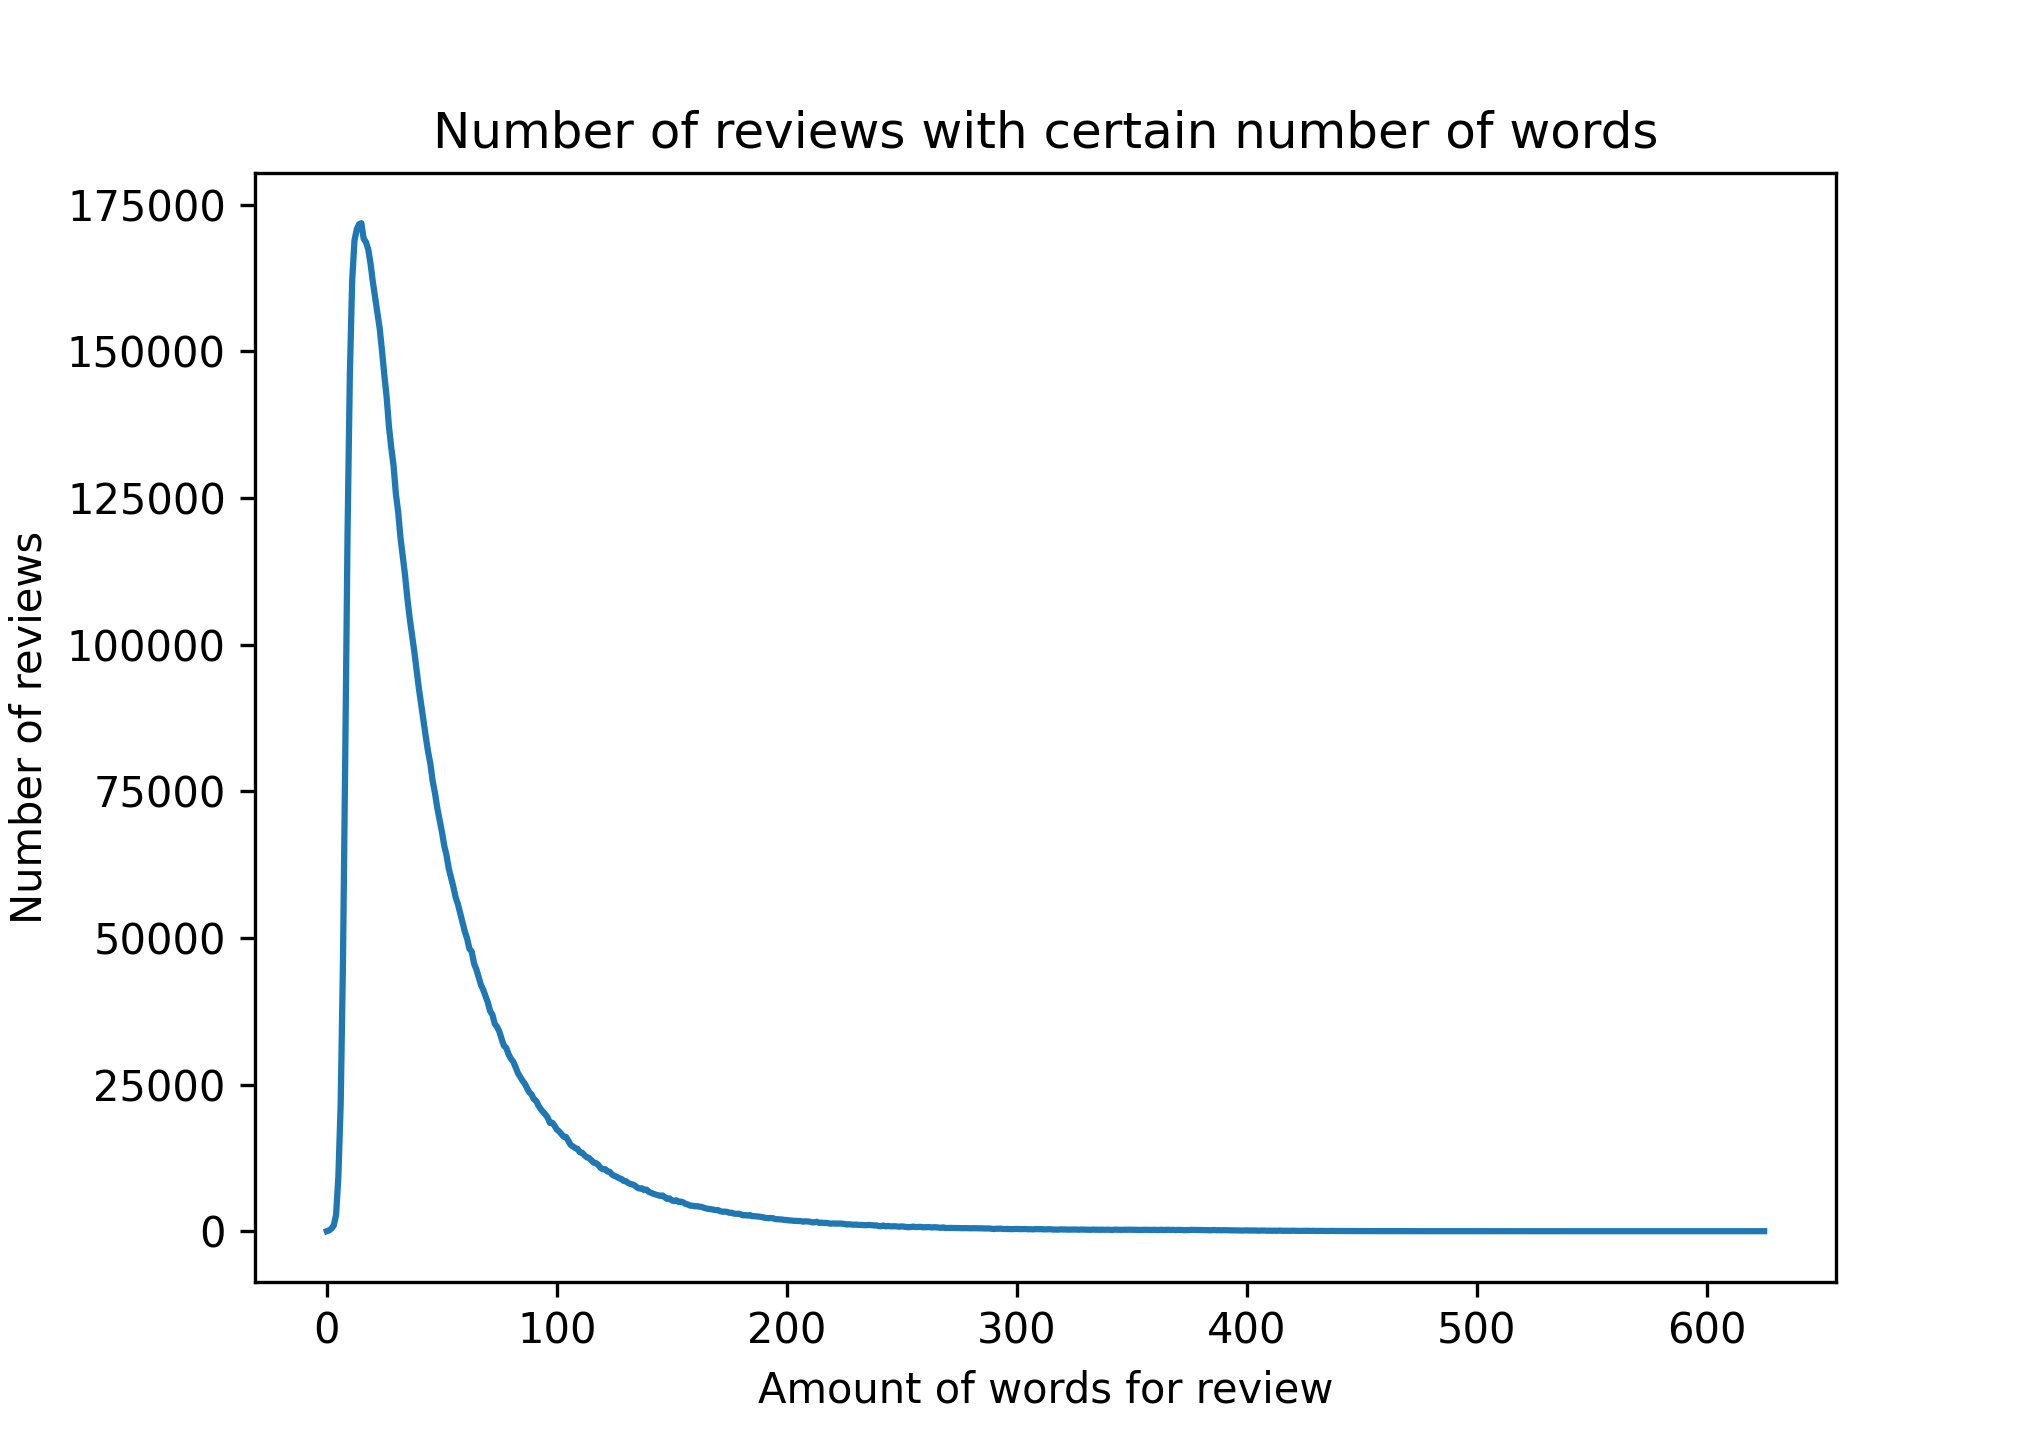 Number of reviews with certain number of words
175000
150000
125000
100000
75000
50000
25000
0
Number of reviews
0 100 200 300 400 500 600
Amount of words for review